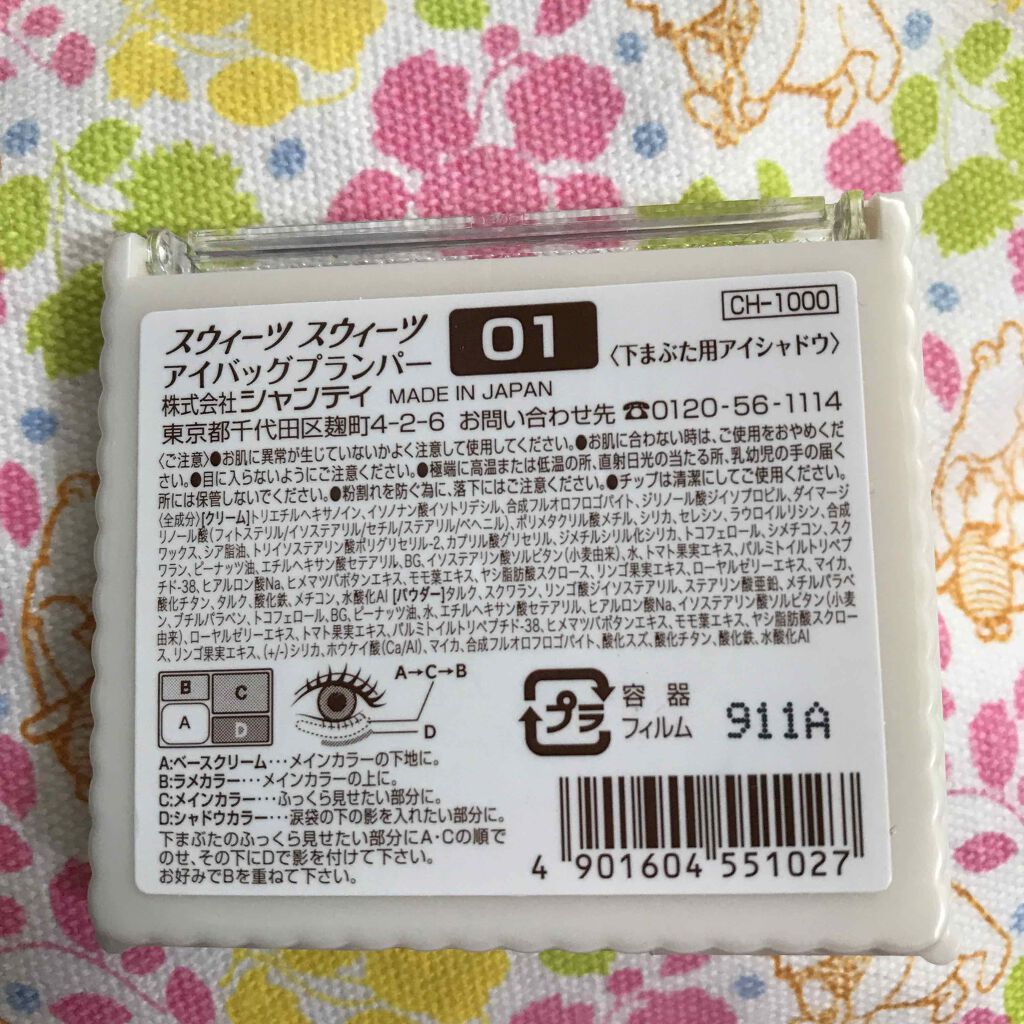 CH-1000
スウィーツ スウィーツ
アイバッグプランパー
01
〈下まぶた用アイシャドウ〉
株式会社シャンティ MADE IN JAPAN
東京都千代田区麹町4-2-6 お問い合わせ先 ☎0120-56-1114
〈ご注意〉●お肌に異常が生じていないかよく注意して使用してください。●お肌に合わない時は、ご使用をおやめくだ
さい。●目に入らないようにご注意ください。●極端に高温または低温の所、直射日光の当たる所、乳幼児の手の届く
所には保管しないでください。●粉割れを防ぐ為に、落下にはご注意ください。●チップは清潔にしてご使用ください。
〈全成分〉[クリーム]トリエチルヘキサノイン、イソノナン酸イソトリデシル、合成フルオロフロゴパイト、ジリノール酸ジイソプロピル、ダイマージ
リノール酸(フィトステリル/イソステアリル/セチル/ステアリル/ベヘニル)、ポリメタクリル酸メチル、シリカ、セレシン、ラウロイルリシン、合成
ワックス、シア脂油、トリイソステアリン酸ポリグリセリル-2、カプリル酸グリセリル、ジメチルシリル化シリカ、トコフェロール、シメチコン、スク
ワラン、ピーナッツ油、エチルヘキサン酸セテアリル、BG、イソステアリン酸ソルビタン(小麦由来)、水、トマト果実エキス、パルミトイルトリペプ
チド-38、ヒアルロン酸Na、ヒメマツバボタンエキス、モモ葉エキス、ヤシ脂肪酸スクロース、リンゴ果実エキス、ローヤルゼリーエキス、マイカ、
酸化チタン、タルク、酸化鉄、メチコン、水酸化Al [パウダー]タルク、スクワラン、リンゴ酸ジイソステアリル、ステアリン酸亜鉛、メチルパラベ
ン、ブチルパラベン、トコフェロール、BG、ピーナッツ油、水、エチルヘキサン酸セテアリル、ヒアルロン酸Na、イソステアリン酸ソルビタン(小麦
由来)、ローヤルゼリーエキス、トマト果実エキス、パルミトイルトリペプチド-38、ヒメマツバボタンエキス、モモ葉エキス、ヤシ脂肪酸スクロー
ス、リンゴ果実エキス、(+/-)シリカ、ホウケイ酸(Ca/Al)、マイカ、合成フルオロフロゴパイト、酸化スズ、酸化チタン、酸化鉄、水酸化Al
B
C
A
D
A→C→B
D
プラ
容器
フィルム
911A
A:ベースクリーム…メインカラーの下地に。
B:ラメカラー…メインカラーの上に。
C:メインカラー…ふっくら見せたい部分に。
D:シャドウカラー…涙袋の下の影を入れたい部分に。
下まぶたのふっくら見せたい部分にA・Cの順で
のせ、その下にDで影を付けて下さい。
お好みでBを重ねて下さい。
4 901604 551027